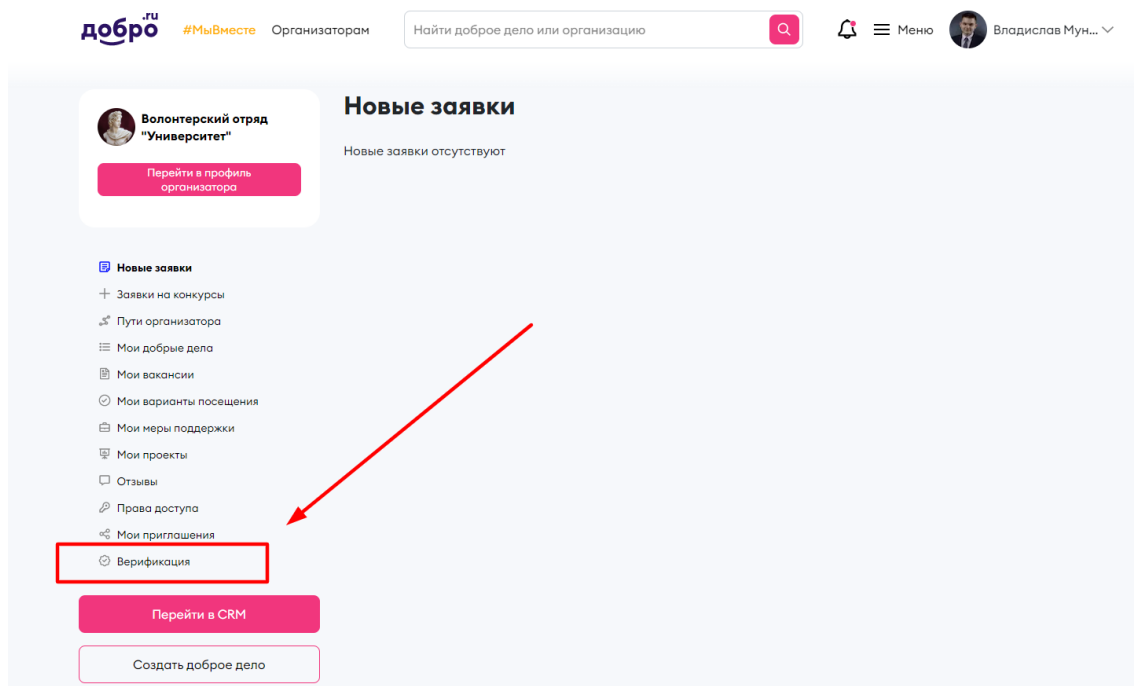 добро.ru
#МыВместе
Организаторам
Найти доброе дело или организацию
Меню
Владислав Мун...
Волонтерский отряд
"Университет"
Перейти в профиль
организатора
Новые заявки
Новые заявки отсутствуют
Новые заявки
Заявки на конкурсы
Пути организатора
Мои добрые дела
Мои вакансии
Мои варианты посещения
Мои меры поддержки
Мои проекты
Отзывы
Права доступа
Мои приглашения
Верификация
Перейти в CRM
Создать доброе дело